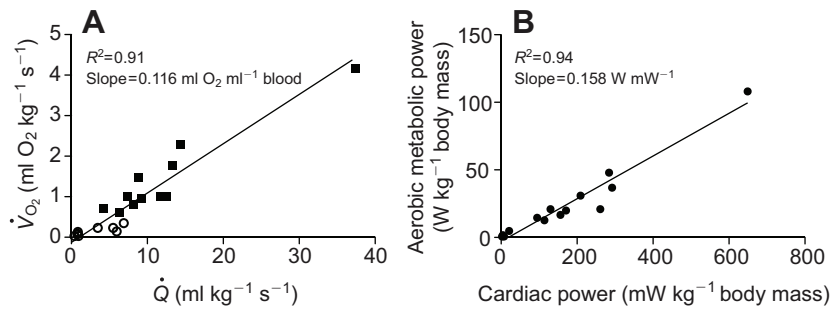 A
5
4
3
2
1
0
R²=0.91
Slope=0.116 ml O₂ ml⁻¹ blood
V̇O₂ (ml O₂ kg⁻¹ s⁻¹)
0 10 20 30 40
Q̇ (ml kg⁻¹ s⁻¹)
B
150
100
50
0
R²=0.94
Slope=0.158 W mW⁻¹
Aerobic metabolic power
(W kg⁻¹ body mass)
0 200 400 600 800
Cardiac power (mW kg⁻¹ body mass)